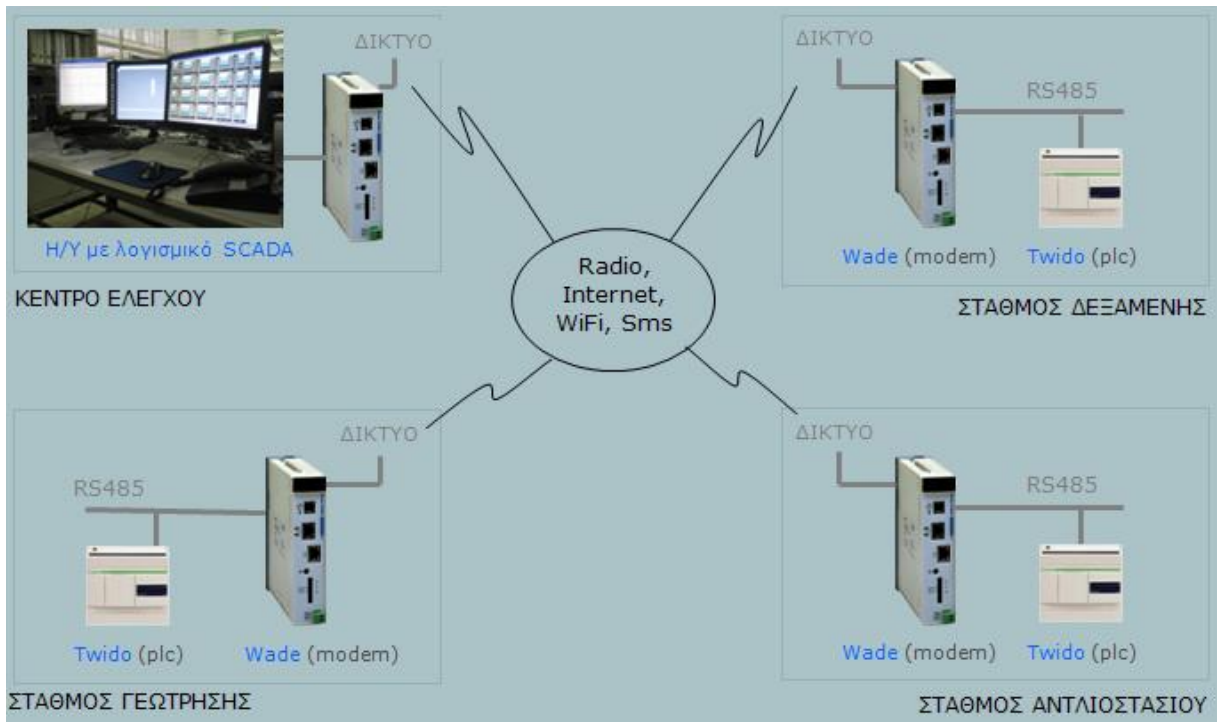 ΔΙΚΤΥΟ
Η/Υ με λογισμικό SCADA
ΚΕΝΤΡΟ ΕΛΕΓΧΟΥ
ΔΙΚΤΥΟ
RS485
Wade (modem) Twido (plc)
ΣΤΑΘΜΟΣ ΔΕΞΑΜΕΝΗΣ
Radio,
Internet,
WiFi, Sms
ΔΙΚΤΥΟ
RS485
Twido (plc) Wade (modem)
ΣΤΑΘΜΟΣ ΓΕΩΤΡΗΣΗΣ
ΔΙΚΤΥΟ
RS485
Wade (modem) Twido (plc)
ΣΤΑΘΜΟΣ ΑΝΤΛΙΟΣΤΑΣΙΟΥ